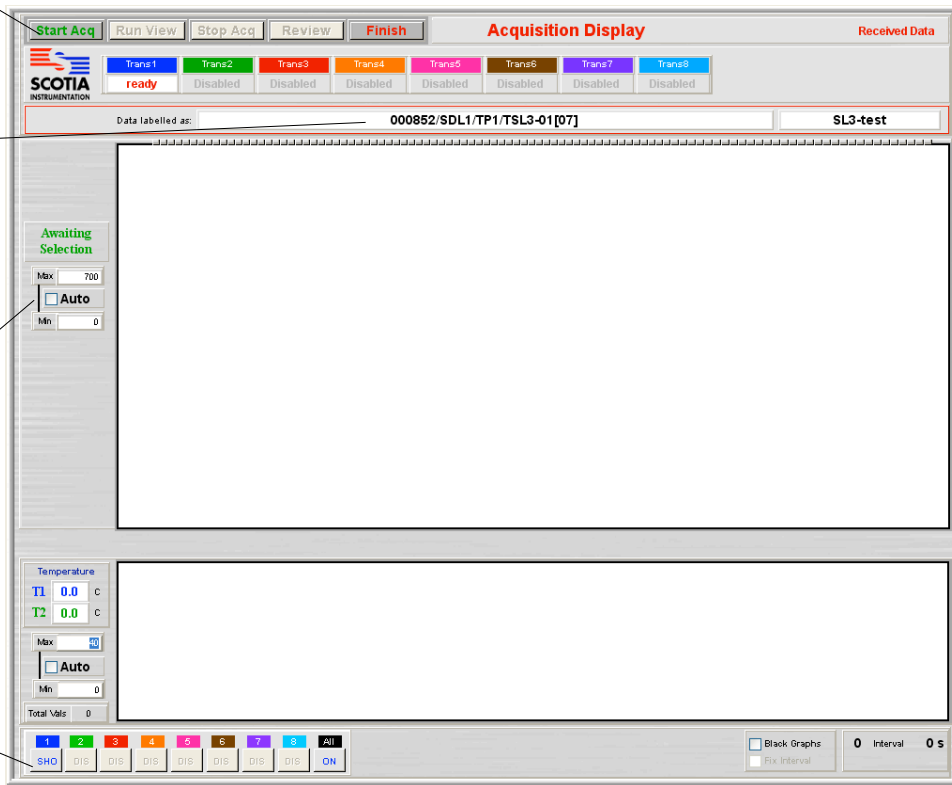 Start Acq Run View Stop Acq Review Finish Acquisition Display Received Data
SCOTIA
INSTRUMENTATION
Trans1 Trans2 Trans3 Trans4 Trans5 Trans6 Trans7 Trans8
ready Disabled Disabled Disabled Disabled Disabled Disabled Disabled
Data labelled as: 000852/SDL1/TP1/TSL3-01[07] SL3-test
Awaiting
Selection
Max 700
Auto
Min 0
Temperature
T1 0.0 C
T2 0.0 C
Max 40
Auto
Min 0
Total Vals 0
1 2 3 4 5 6 7 8 All
SHO DIS DIS DIS DIS DIS DIS DIS ON
Black Graphs 0 Interval 0 s
Fix Interval